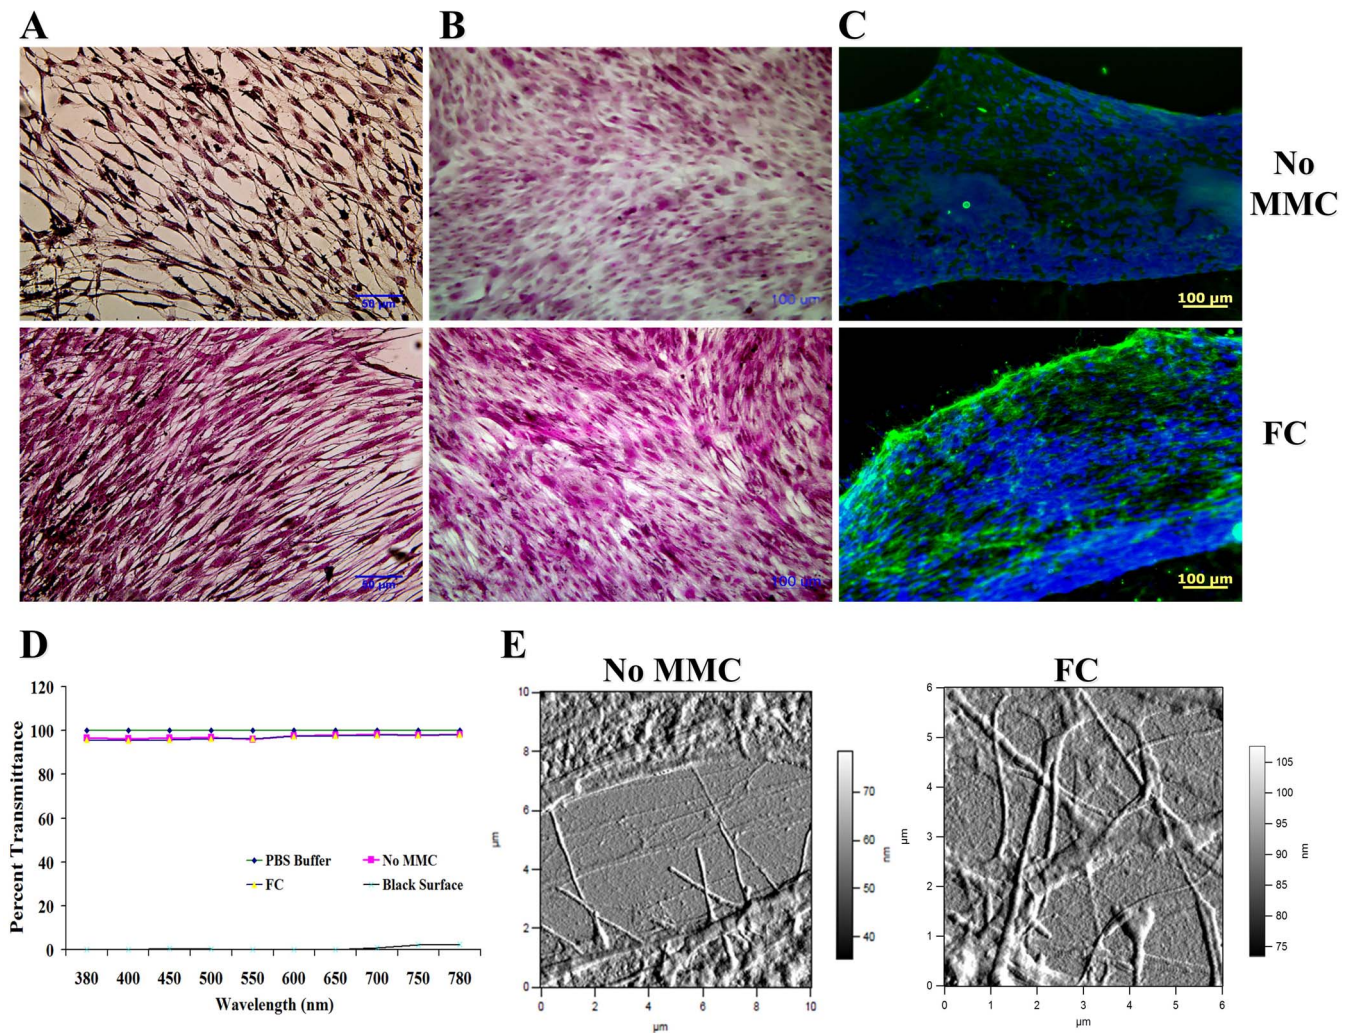 A
B
C
50 µm
100 µm
100 µm
No
MMC
50 µm
100 µm
100 µm
FC
D
120
100
80
60
40
20
0
Percent Transmittance
PBS Buffer
No MMC
FC
Black Surface
380 400 450 500 550 600 650 700 750 780
Wavelength (nm)
E
No MMC
10
8
6
4
2
0
µm
0 2 4 6 8 10
µm
70
60
50
40
nm
FC
6
5
4
3
2
1
0
µm
0 1 2 3 4 5 6
µm
105
100
95
90
85
80
75
nm